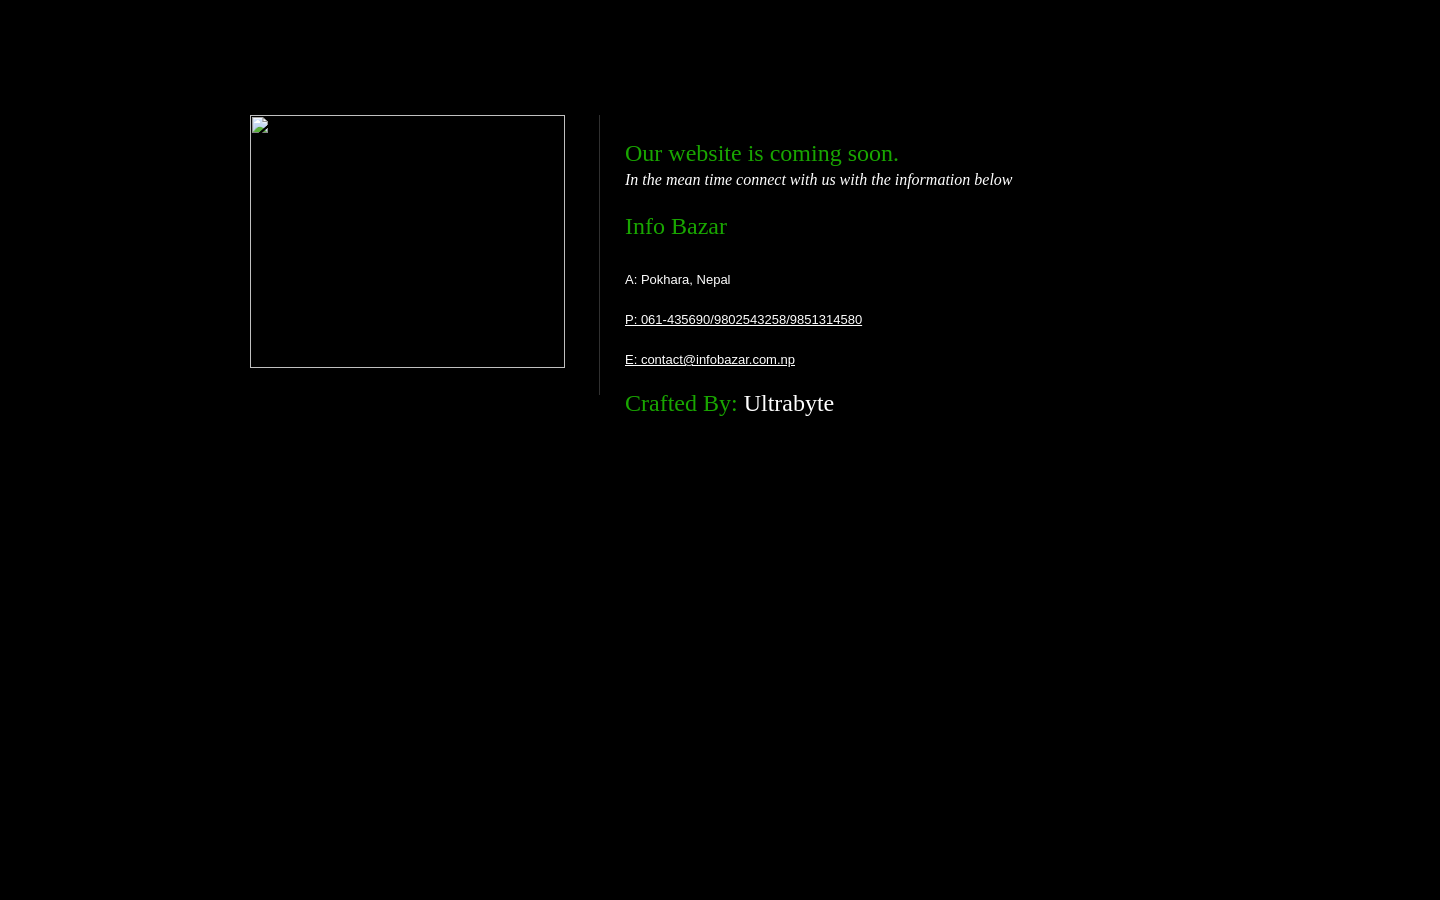 Our website is coming soon.
In the mean time connect with us with the information below
Info Bazar
A: Pokhara, Nepal
P: 061-435690/9802543258/9851314580
E: contact@infobazar.com.np
Crafted By: Ultrabyte